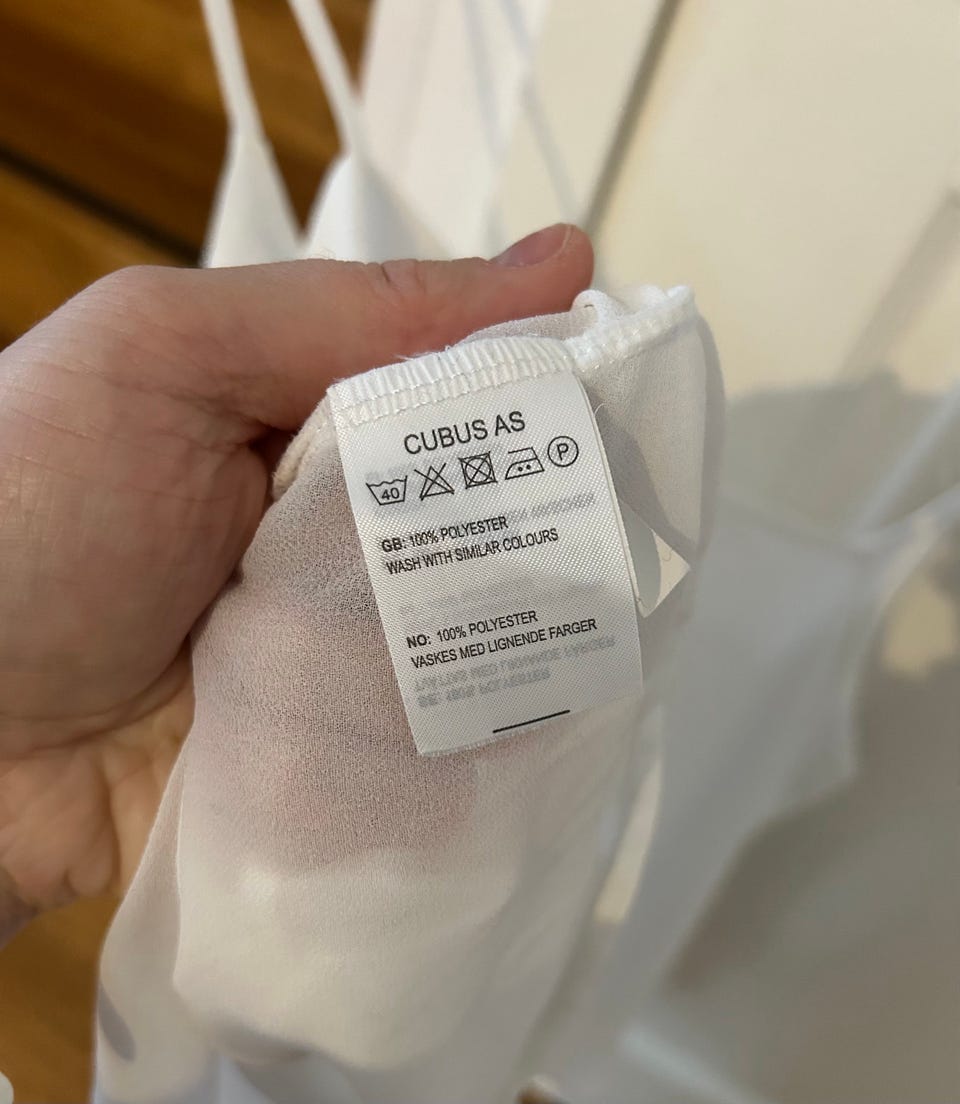 CUBUS AS
40 P
GB: 100% POLYESTER
WASH WITH SIMILAR COLOURS
NO: 100% POLYESTER
VASKES MED LIGNENDE FARGER